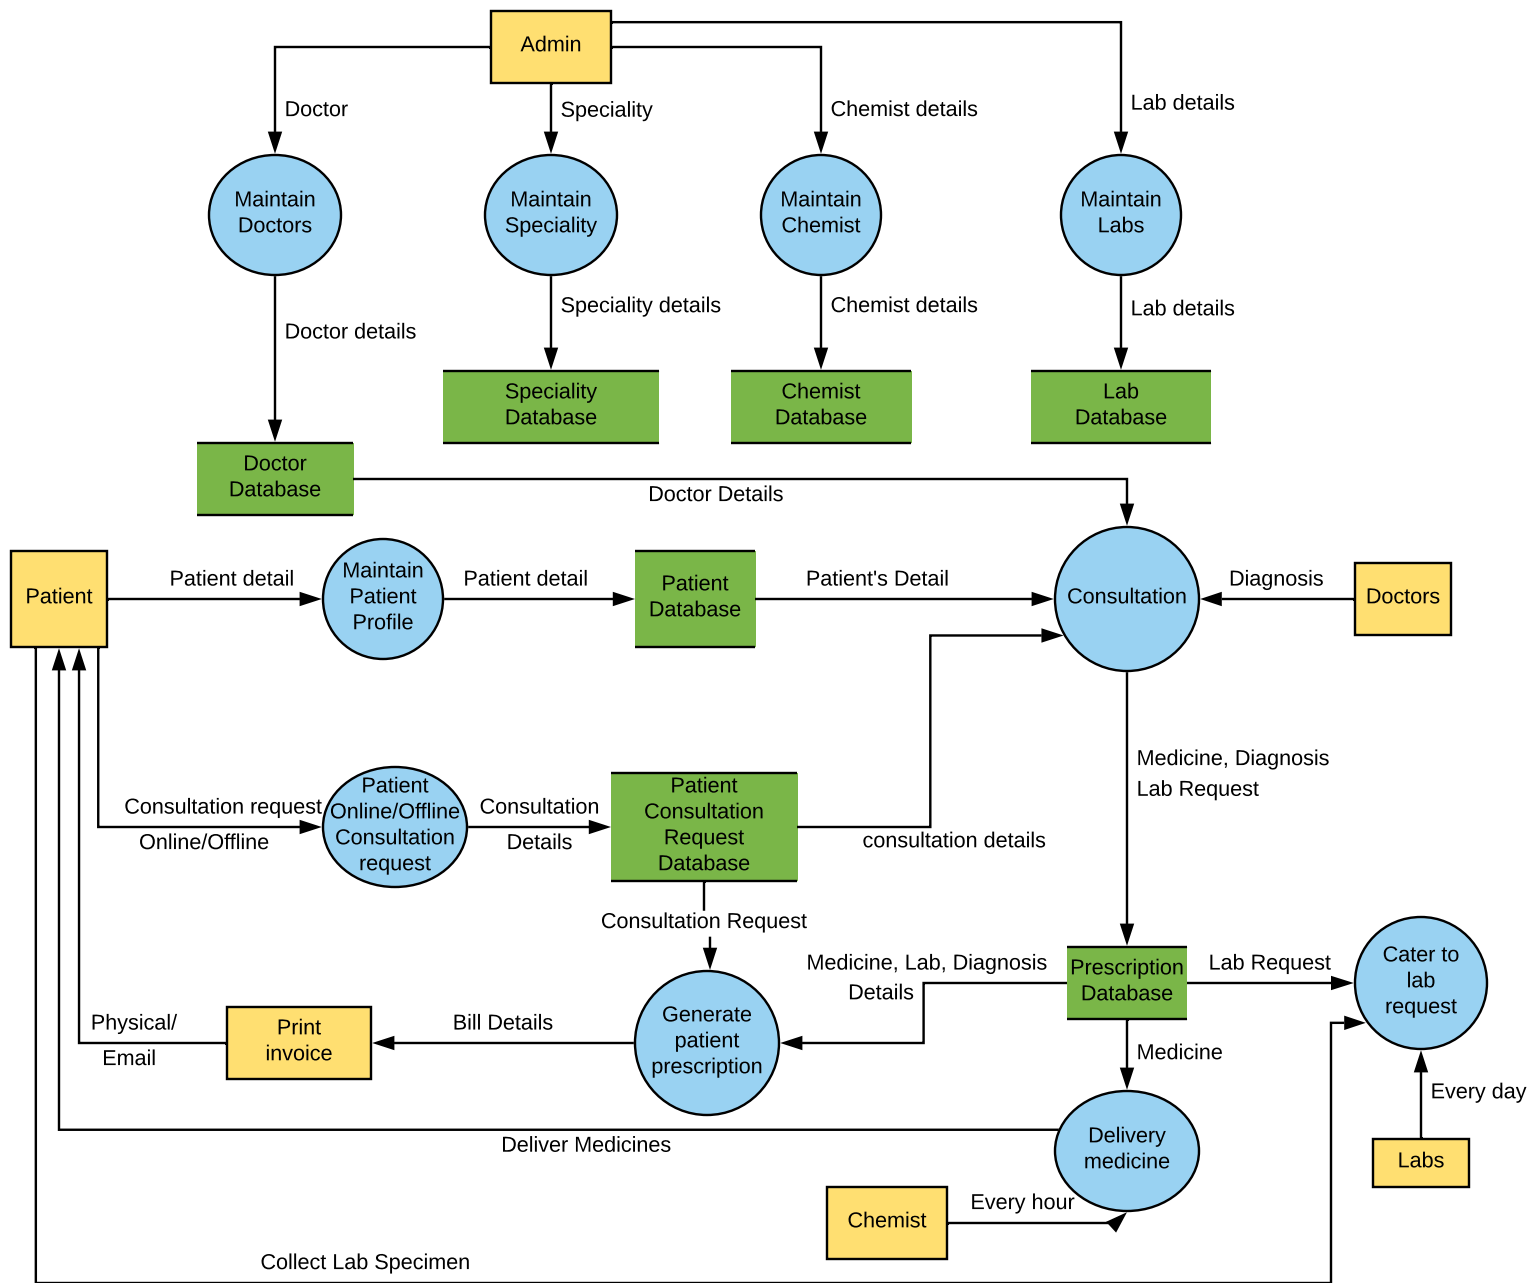 Admin
Doctor
Speciality
Chemist details
Lab details
Maintain
Doctors
Maintain
Speciality
Maintain
Chemist
Maintain
Labs
Doctor details
Speciality details
Chemist details
Lab details
Speciality
Database
Chemist
Database
Lab
Database
Doctor
Database
Doctor Details
Patient
Patient detail
Maintain
Patient
Profile
Patient detail
Patient
Database
Patient's Detail
Consultation
Diagnosis
Doctors
Medicine, Diagnosis
Lab Request
Consultation request
Online/Offline
Patient
Online/Offline
Consultation
request
Consultation
Details
Patient
Consultation
Request
Database
consultation details
Consultation Request
Medicine, Lab, Diagnosis
Details
Prescription
Database
Lab Request
Cater to
lab
request
Physical/
Email
Print
invoice
Bill Details
Generate
patient
prescription
Medicine
Every day
Deliver Medicines
Delivery
medicine
Labs
Chemist
Every hour
Collect Lab Specimen